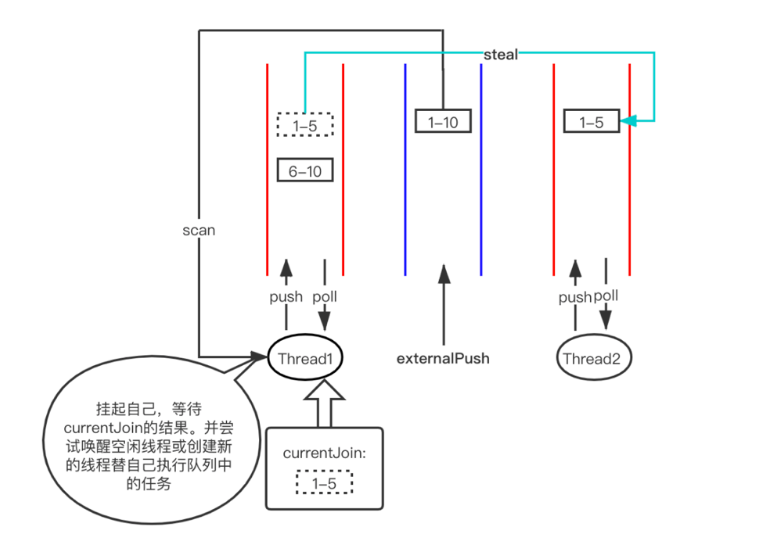 steal
1–5
1–10
1–5
6–10
scan
push
poll
push
poll
Thread1
externalPush
Thread2
挂起自己，等待
currentJoin的结果。并尝
试唤醒空闲线程或创建新
的线程替自己执行队列中
的任务
currentJoin:
1–5